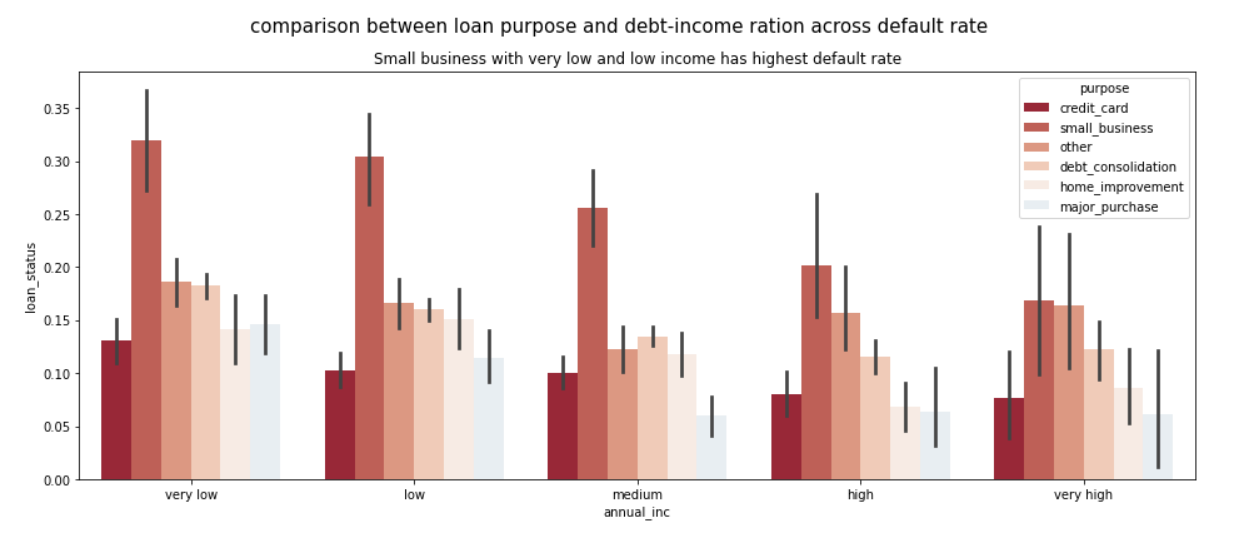 comparison between loan purpose and debt-income ration across default rate
Small business with very low and low income has highest default rate
purpose
credit_card
small_business
other
debt_consolidation
home_improvement
major_purchase
loan_status
0.35
0.30
0.25
0.20
0.15
0.10
0.05
0.00
very low low medium high very high
annual_inc